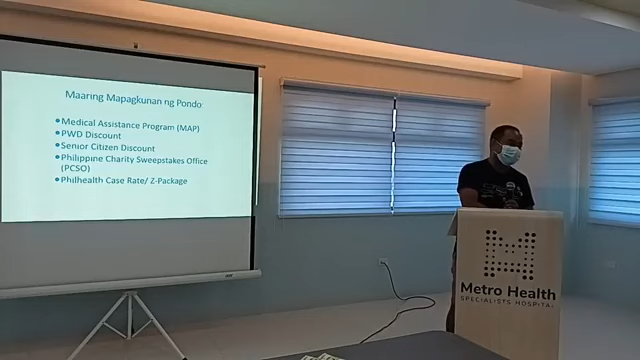 Maaring Mapagkunan ng Pondo
•Medical Assistance Program (MAP)
•PWD Discount
•Senior Citizen Discount
•Philippine Charity Sweepstakes Office
(PCSO)
•Philhealth Case Rate/ Z-Package
Metro Health
SPECIALISTS HOSPITAL